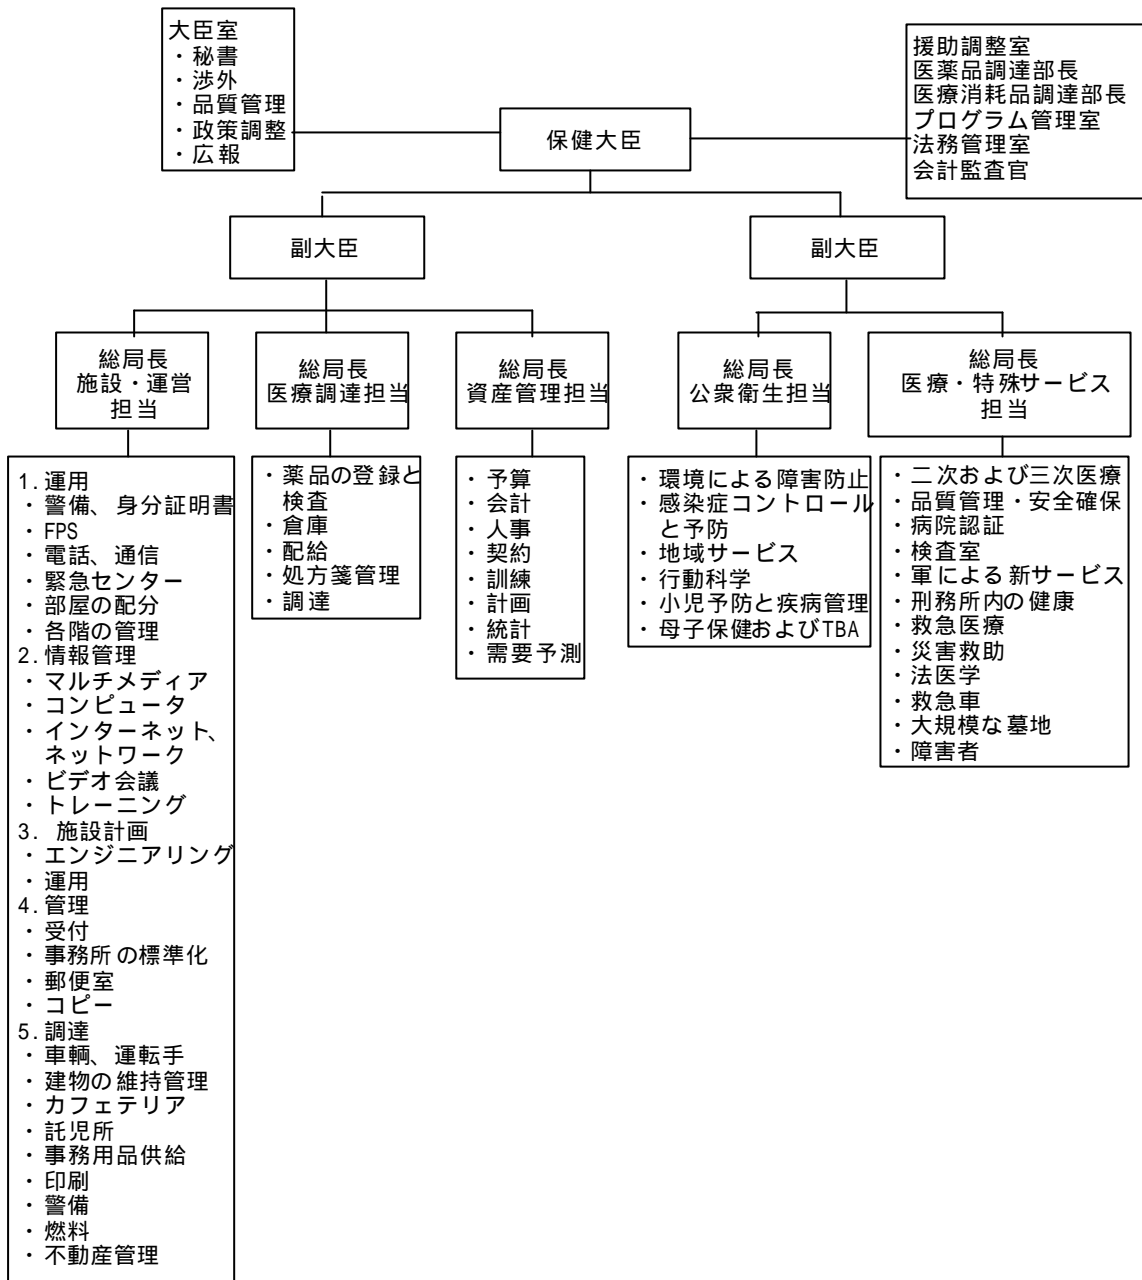 大臣室
・秘書
・渉外
・品質管理
・政策調整
・広報
保健大臣
援助調整室
医薬品調達部長
医療消耗品調達部長
プログラム管理室
法務管理室
会計監査官
副大臣
副大臣
総局長
施設・運営
担当
総局長
医療調達担当
総局長
資産管理担当
総局長
公衆衛生担当
総局長
医療・特殊サービス
担当
1.運用
・警備、身分証明書
・FPS
・電話、通信
・緊急センター
・部屋の配分
・各階の管理
2.情報管理
・マルチメディア
・コンピュータ
・インターネット、
ネットワーク
・ビデオ会議
・トレーニング
3. 施設計画
・エンジニアリング
・運用
4.管理
・受付
・事務所の標準化
・郵便室
・コピー
5.調達
・車輌、運転手
・建物の維持管理
・カフェテリア
・託児所
・事務用品供給
・印刷
・警備
・燃料
・不動産管理
・薬品の登録と
検査
・倉庫
・配給
・処方箋管理
・調達
・予算
・会計
・人事
・契約
・訓練
・計画
・統計
・需要予測
・環境による障害防止
・感染症コントロール
と予防
・地域サービス
・行動科学
・小児予防と疾病管理
・母子保健およびTBA
・二次および三次医療
・品質管理・安全確保
・病院認証
・検査室
・軍による新サービス
・刑務所内の健康
・救急医療
・災害救助
・法医学
・救急車
・大規模な墓地
・障害者